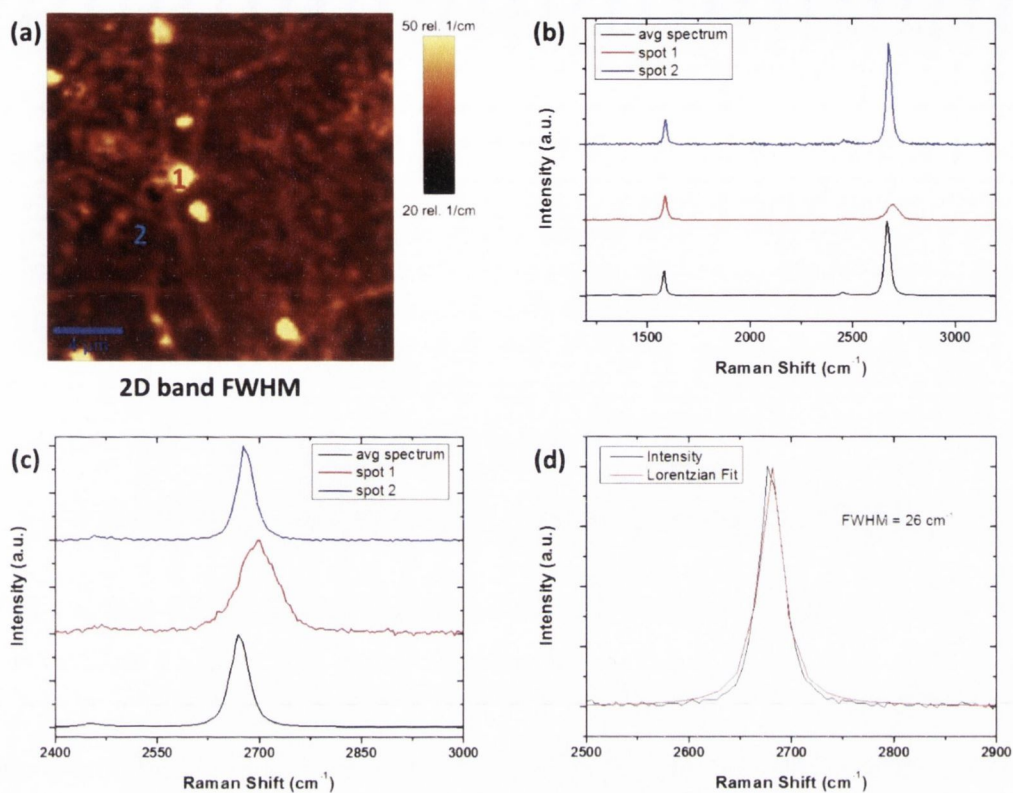 (a)
50 rel. 1/cm
1
2
20 rel. 1/cm
2D band FWHM
(b)
avg spectrum
spot 1
spot 2
Intensity (a.u.)
1500 2000 2500 3000
Raman Shift (cm-1)
(c)
avg spectrum
spot 1
spot 2
Intensity (a.u.)
2400 2550 2700 2850 3000
Raman Shift (cm-1)
(d)
Intensity
Lorentzian Fit
FWHM = 26 cm-1
Intensity (a.u.)
2500 2600 2700 2800 2900
Raman Shift (cm-1)